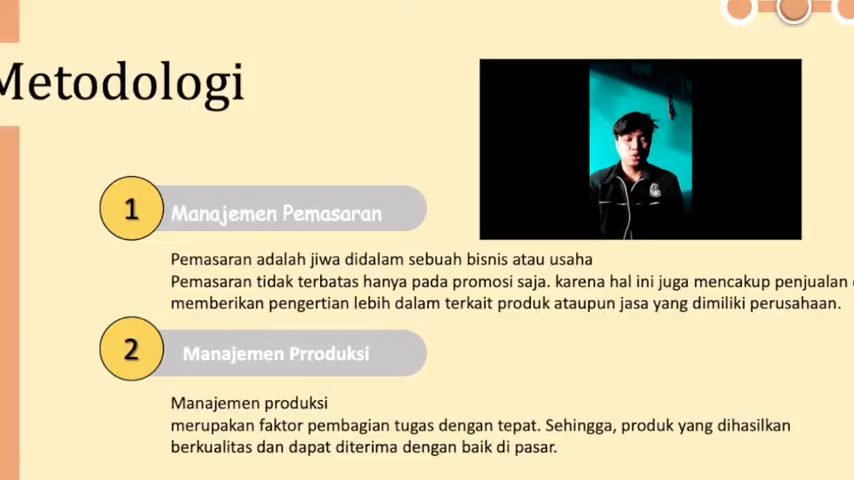 Metodologi
1
Manajemen Pemasaran
Pemasaran adalah jiwa didalam sebuah bisnis atau usaha
Pemasaran tidak terbatas hanya pada promosi saja. karena hal ini juga mencakup penjualan
memberikan pengertian lebih dalam terkait produk ataupun jasa yang dimiliki perusahaan.
2
Manajemen Prroduksi
Manajemen produksi
merupakan faktor pembagian tugas dengan tepat. Sehingga, produk yang dihasilkan
berkualitas dan dapat diterima dengan baik di pasar.